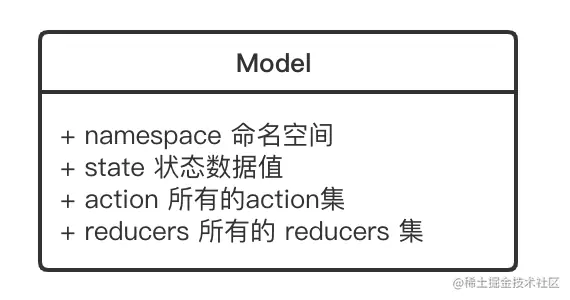 Model
+ namespace 命名空间
+ state 状态数据值
+ action 所有的action集
+ reducers 所有的 reducers 集
@稀土掘金技术社区